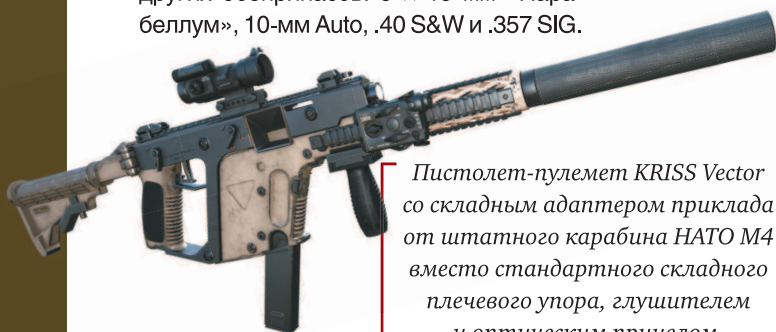 беллум», 10-мм Auto, .40 S&W и .357 SIG.
Пистолет-пулемет KRISS Vector
со складным адаптером приклада
от штатного карабина НАТО М4
вместо стандартного складного
плечевого упора, глушителем
и оптическим прицелом